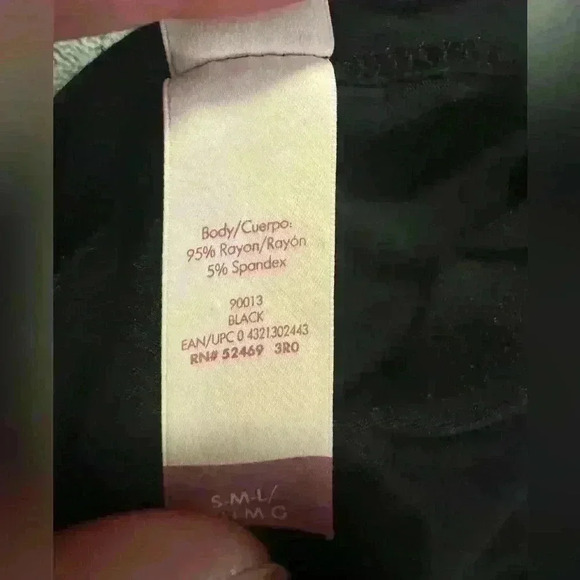 Body/Cuerpo:
95% Rayon/Rayón
5% Spandex
90013
BLACK
EAN/UPC 0 4321302443
RN# 52469 3R0
S-M-L/
M G